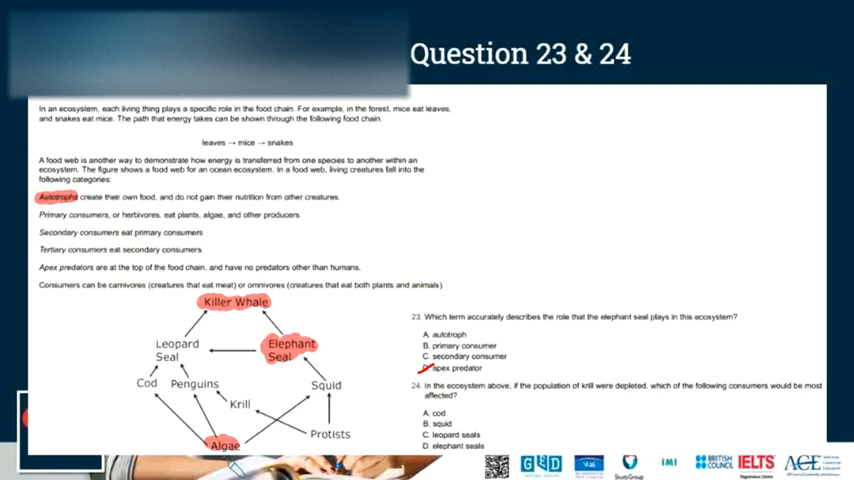 Question 23 & 24
In an ecosystem, each living thing plays a specific role in the food chain. For example, in the forest, mice eat leaves,
and snakes eat mice. The path that energy takes can be shown through the following food chain.
leaves → mice → snakes
A food web is another way to demonstrate how energy is transferred from one species to another within an
ecosystem. The figure shows a food web for an ocean ecosystem. In a food web, living creatures fall into the
following categories:
Autotrophs create their own food, and do not gain their nutrition from other creatures.
Primary consumers, or herbivores, eat plants, algae, and other producers.
Secondary consumers eat primary consumers
Tertiary consumers eat secondary consumers
Apex predators are at the top of the food chain, and have no predators other than humans.
Consumers can be carnivores (creatures that eat meat) or omnivores (creatures that eat both plants and animals)
Killer Whale
Leopard
Seal
Elephant
Seal
Cod
Penguins
Squid
Krill
Protists
Algae
23. Which term accurately describes the role that the elephant seal plays in this ecosystem?
A. autotroph
B. primary consumer
C. secondary consumer
D. apex predator
24. In the ecosystem above, if the population of krill were depleted, which of the following consumers would be most
affected?
A. cod
B. squid
C. leopard seals
D. elephant seals
GED
StudyGroup
IMI
BRITISH
COUNCIL
IELTS
ACE